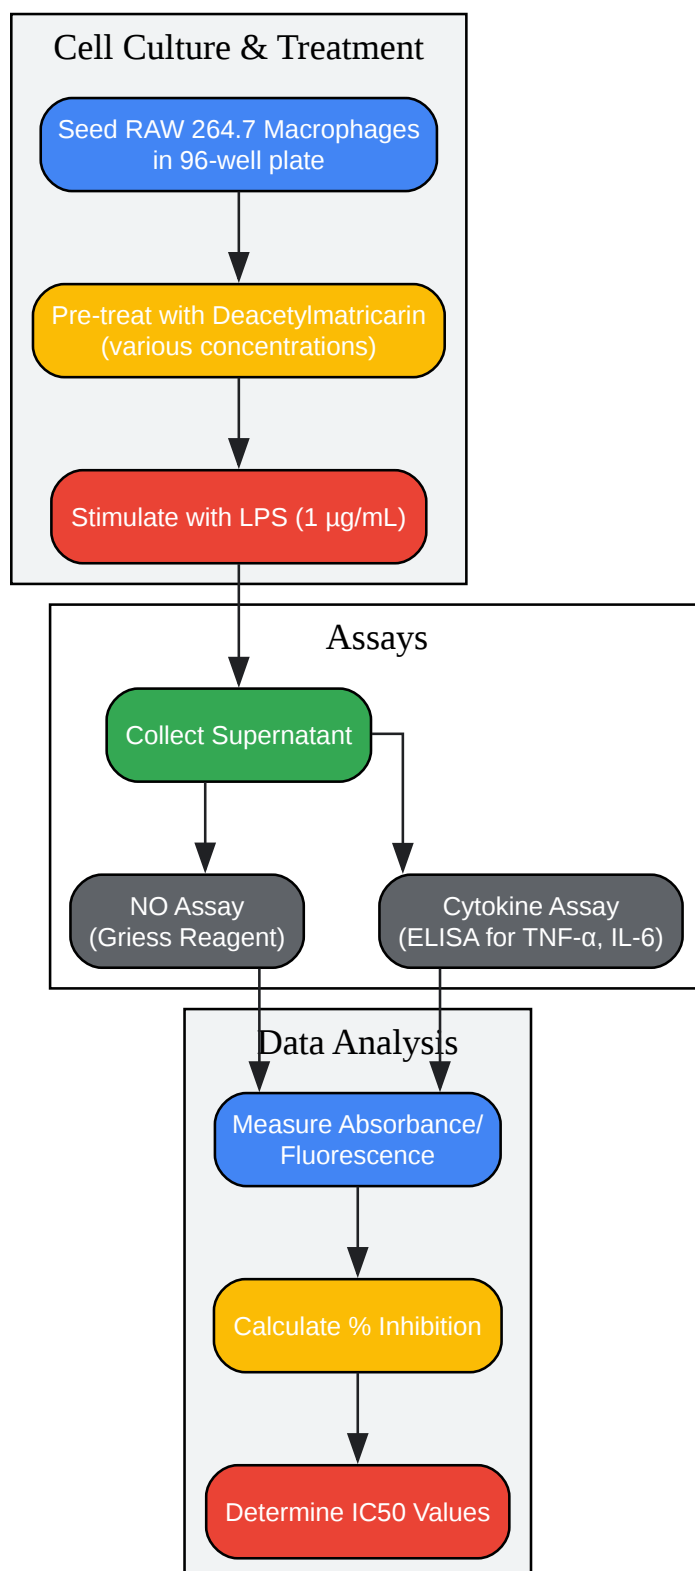 Cell Culture & Treatment
Seed RAW 264.7 Macrophages
in 96-well plate
Pre-treat with Deacetylmatricarin
(various concentrations)
Stimulate with LPS (1 µg/mL)
Assays
Collect Supernatant
NO Assay
(Griess Reagent)
Cytokine Assay
(ELISA for TNF-α, IL-6)
Data Analysis
Measure Absorbance/
Fluorescence
Calculate % Inhibition
Determine IC50 Values